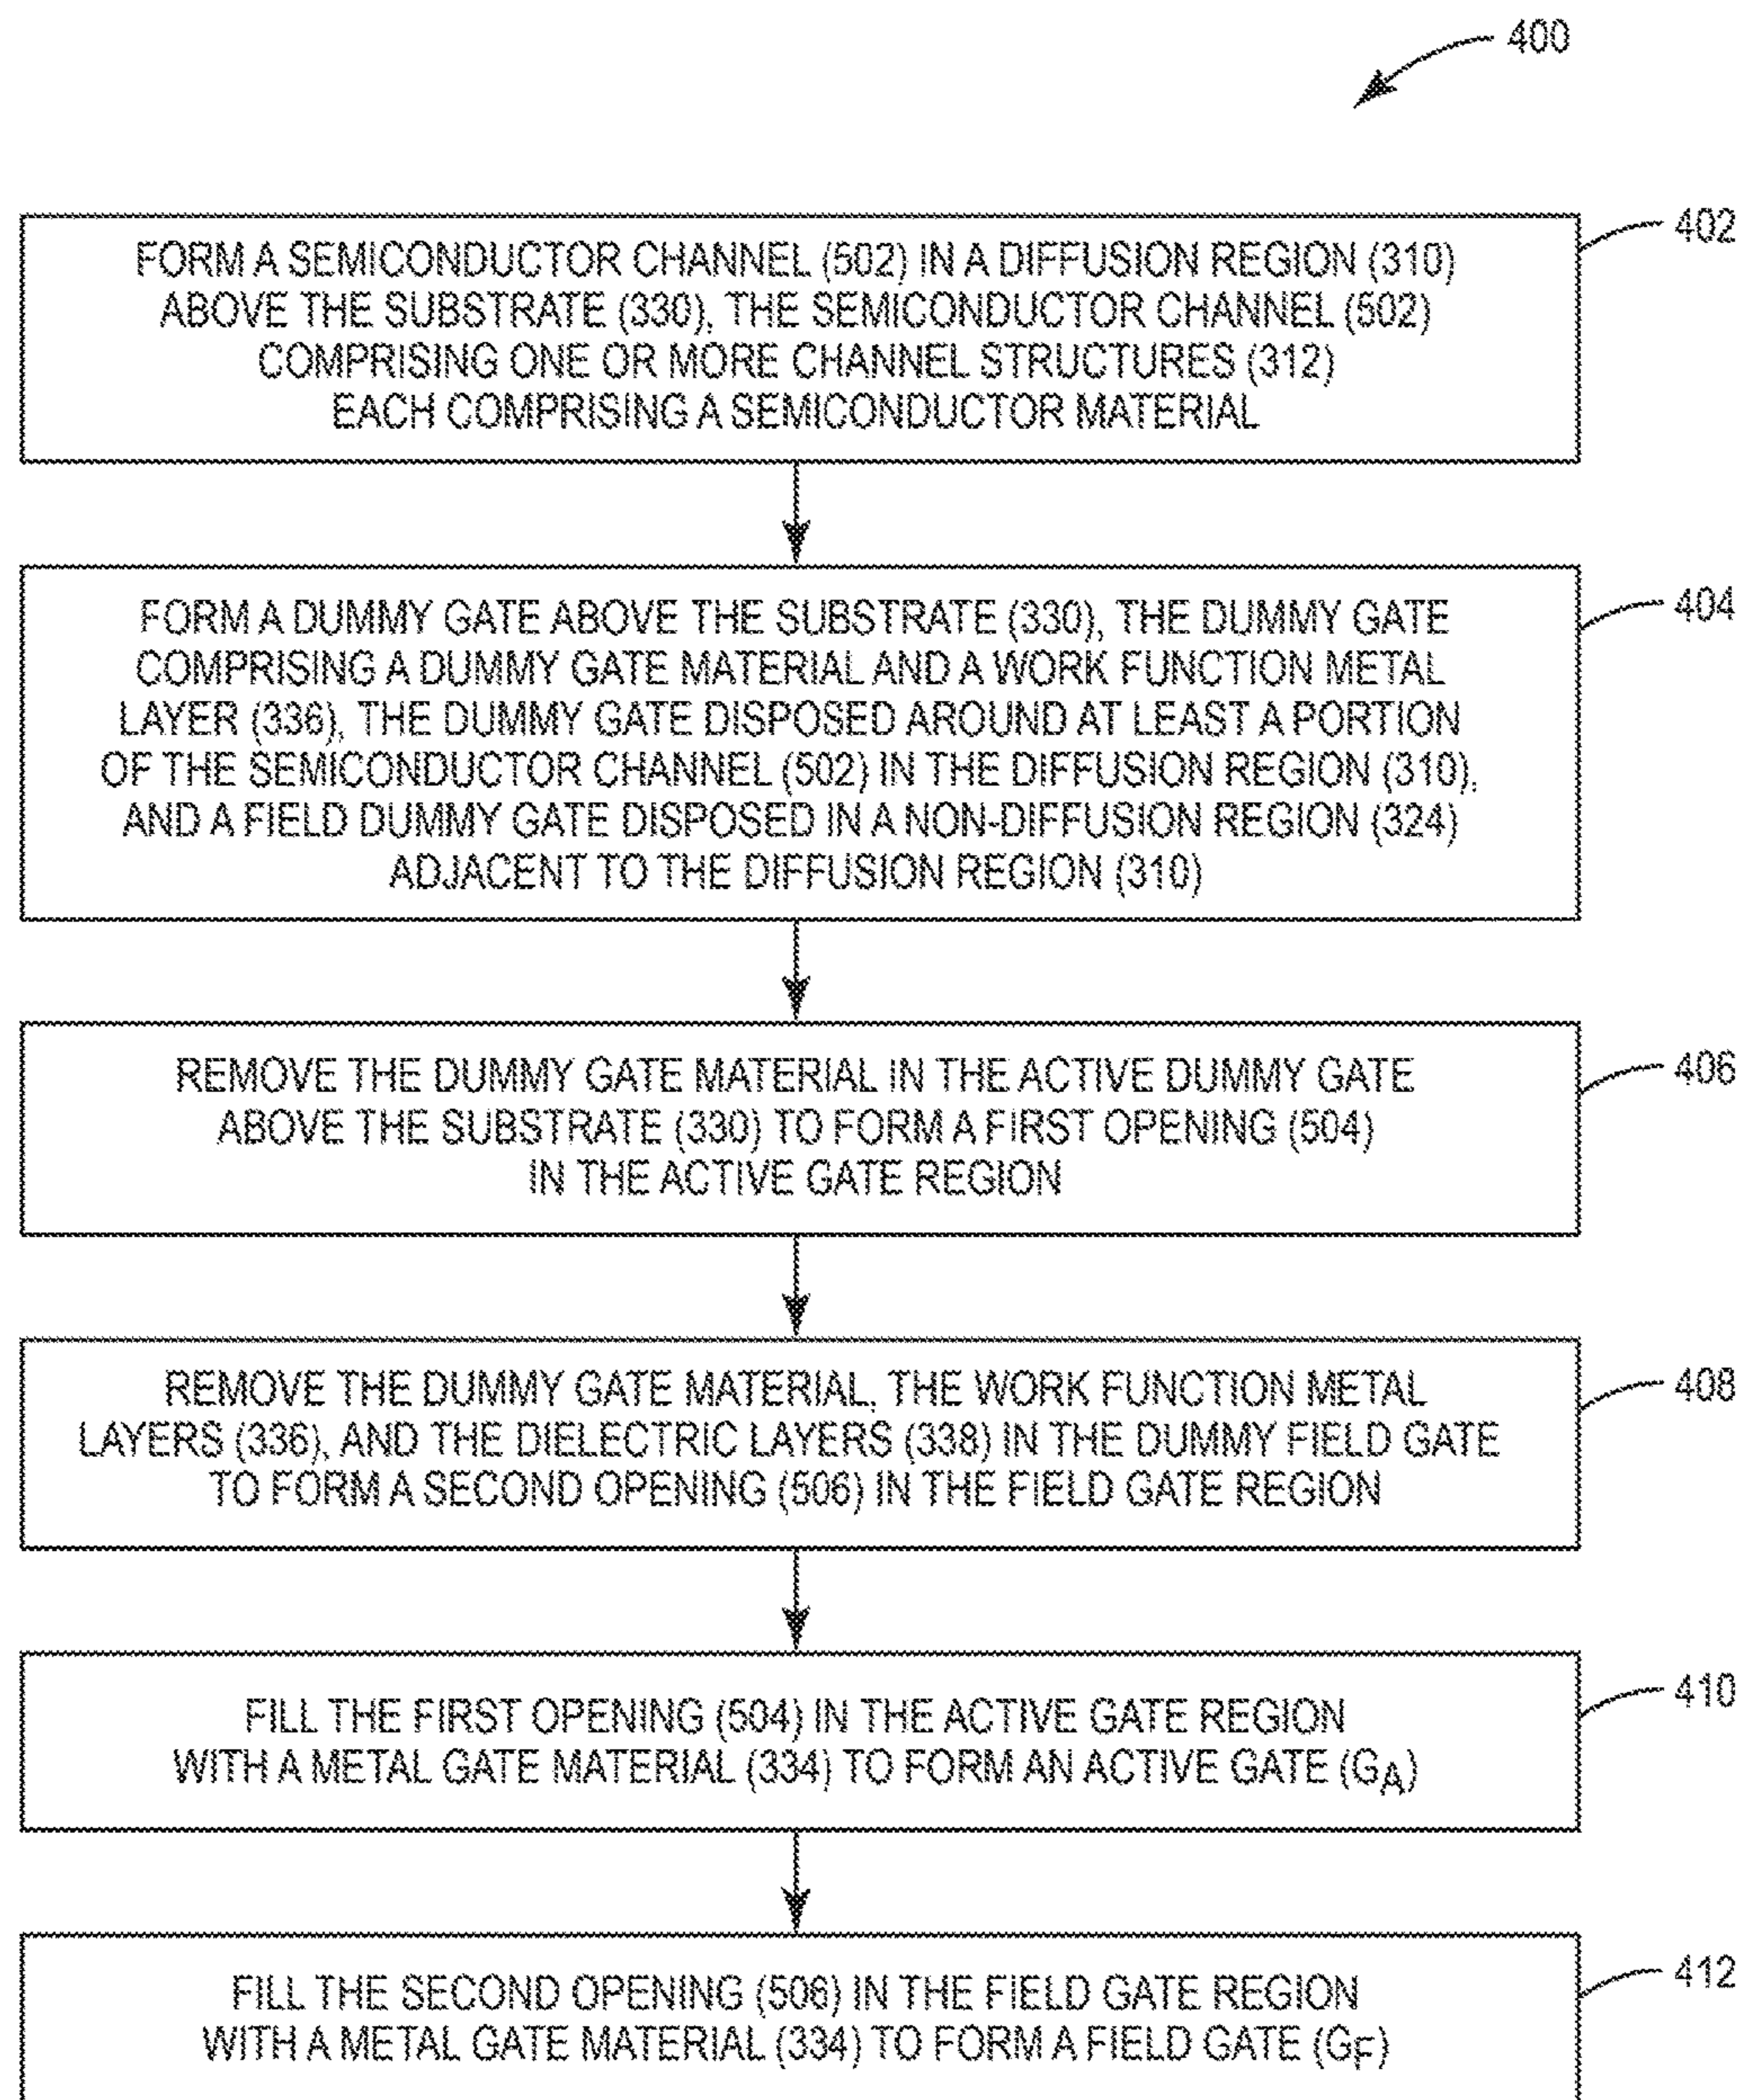 400
402
FORM A SEMICONDUCTOR CHANNEL (502) IN A DIFFUSION REGION (310)
ABOVE THE SUBSTRATE (330), THE SEMICONDUCTOR CHANNEL (502)
COMPRISING ONE OR MORE CHANNEL STRUCTURES (312)
EACH COMPRISING A SEMICONDUCTOR MATERIAL
404
FORM A DUMMY GATE ABOVE THE SUBSTRATE (330), THE DUMMY GATE
COMPRISING A DUMMY GATE MATERIAL AND A WORK FUNCTION METAL
LAYER (336), THE DUMMY GATE DISPOSED AROUND AT LEAST A PORTION
OF THE SEMICONDUCTOR CHANNEL (502) IN THE DIFFUSION REGION (310),
AND A FIELD DUMMY GATE DISPOSED IN A NON-DIFFUSION REGION (324)
ADJACENT TO THE DIFFUSION REGION (310)
406
REMOVE THE DUMMY GATE MATERIAL IN THE ACTIVE DUMMY GATE
ABOVE THE SUBSTRATE (330) TO FORM A FIRST OPENING (504)
IN THE ACTIVE GATE REGION
408
REMOVE THE DUMMY GATE MATERIAL, THE WORK FUNCTION METAL
LAYERS (336), AND THE DIELECTRIC LAYERS (338) IN THE DUMMY FIELD GATE
TO FORM A SECOND OPENING (506) IN THE FIELD GATE REGION
410
FILL THE FIRST OPENING (504) IN THE ACTIVE GATE REGION
WITH A METAL GATE MATERIAL (334) TO FORM AN ACTIVE GATE (GA)
412
FILL THE SECOND OPENING (506) IN THE FIELD GATE REGION
WITH A METAL GATE MATERIAL (334) TO FORM A FIELD GATE (GF)